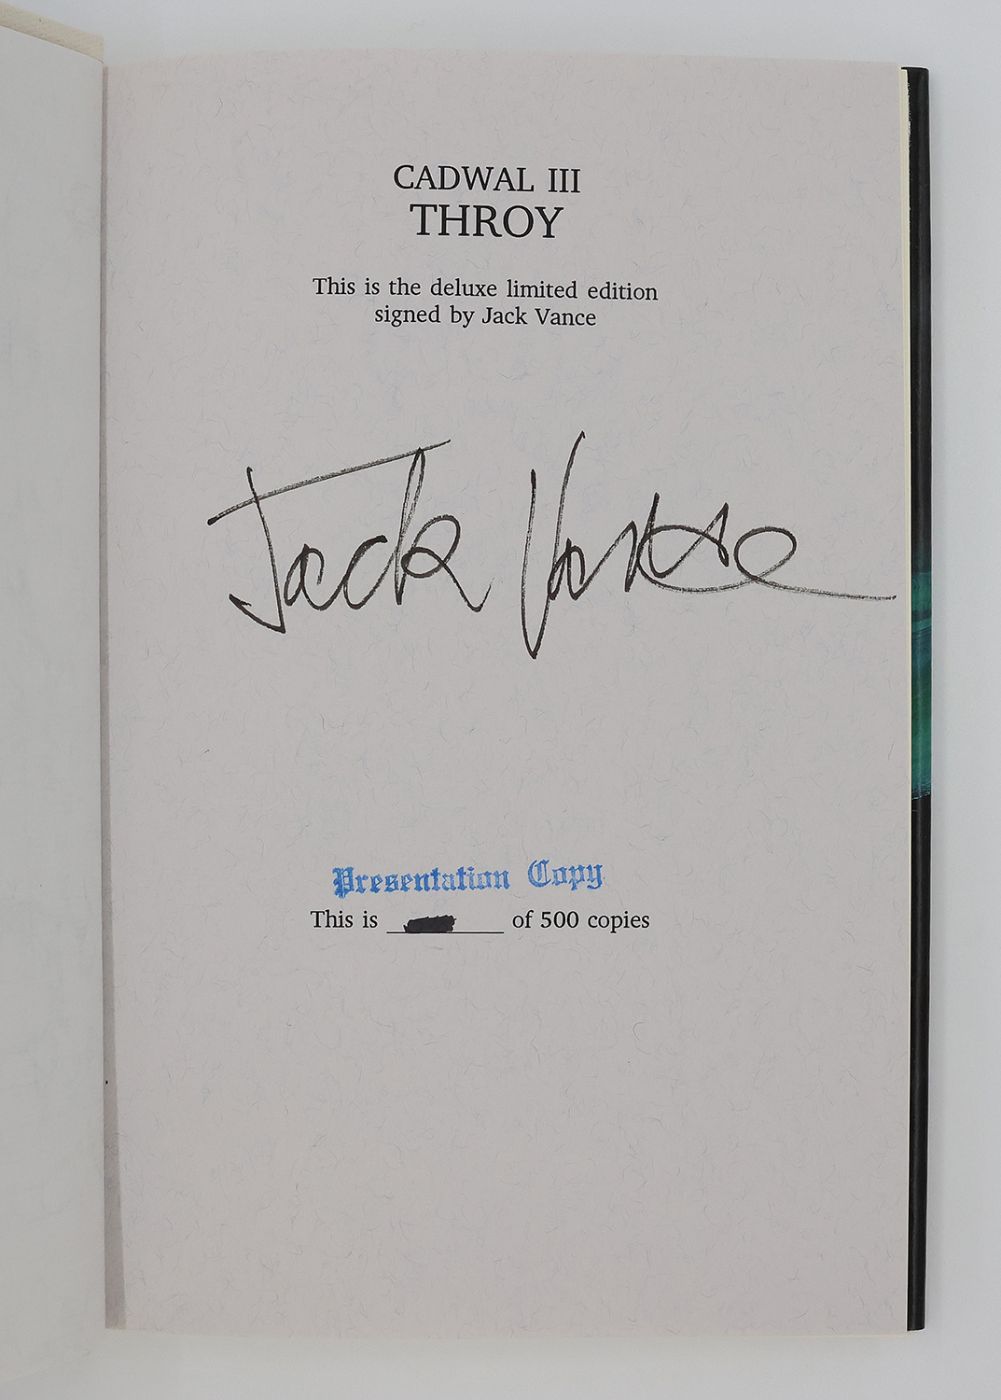 CADWAL III
THROY
This is the deluxe limited edition
signed by Jack Vance
Jack Vance
Presentation Copy
This is of 500 copies